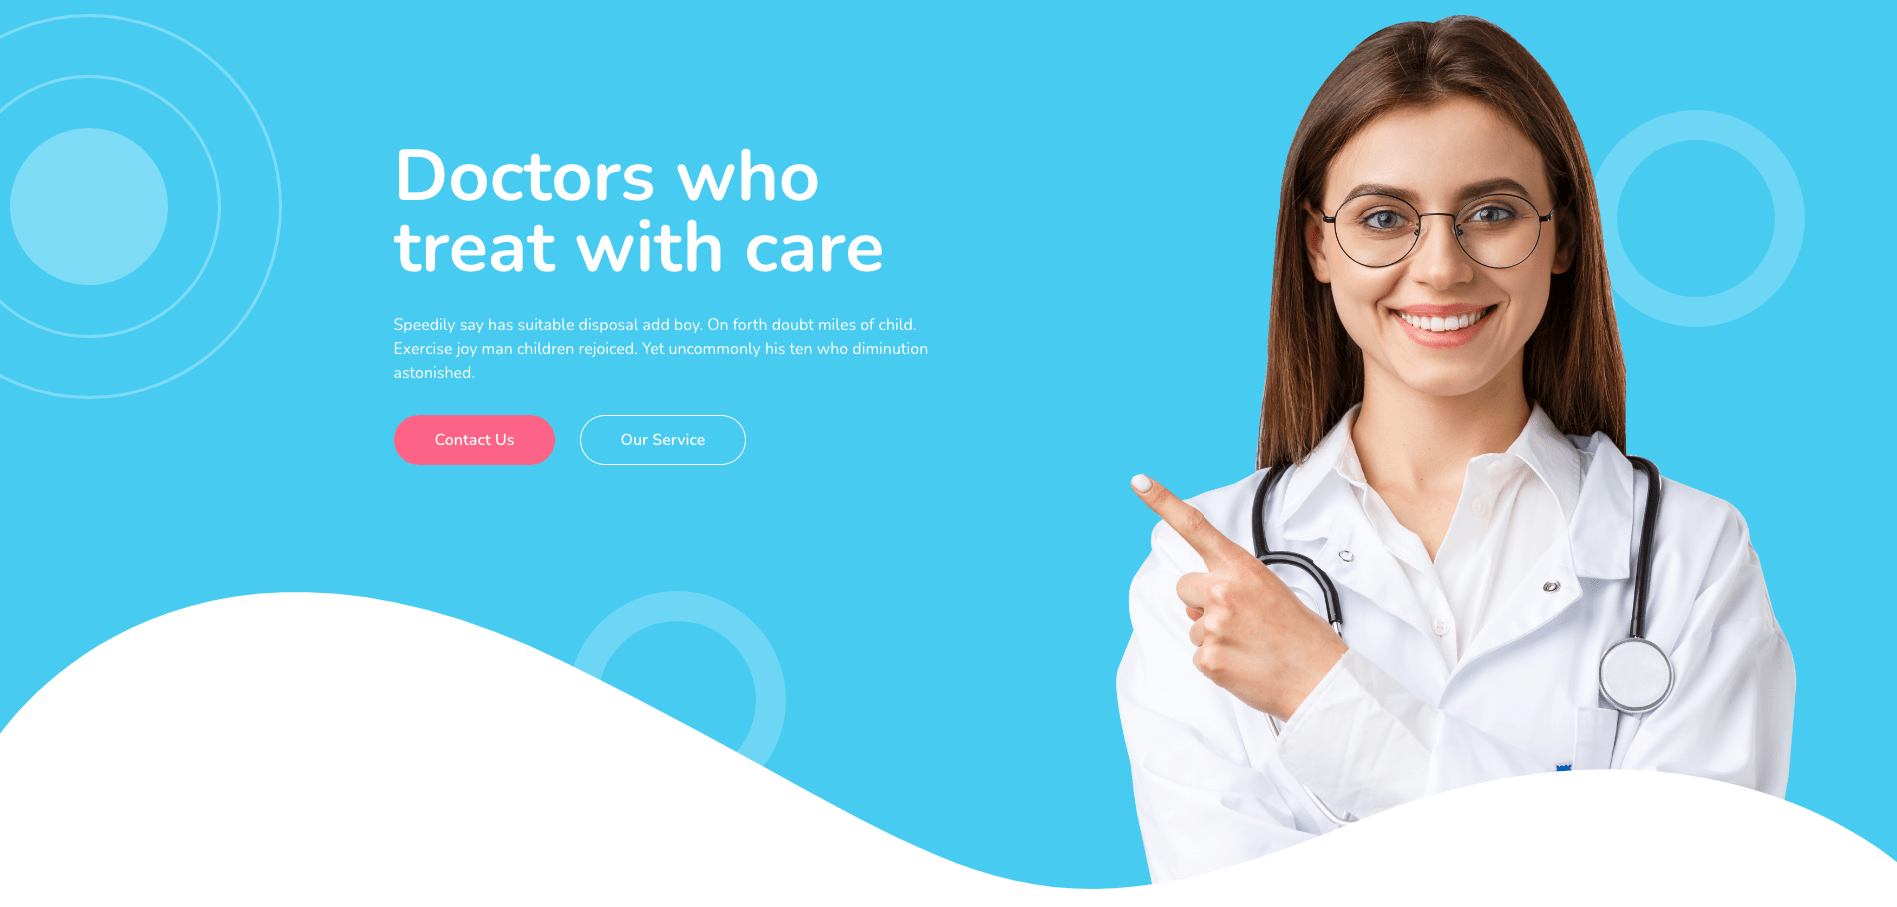 Doctors who
treat with care
Speedily say has suitable disposal add boy. On forth doubt miles of child.
Exercise joy man children rejoiced. Yet uncommonly his ten who diminution
astonished.
Contact Us
Our Service